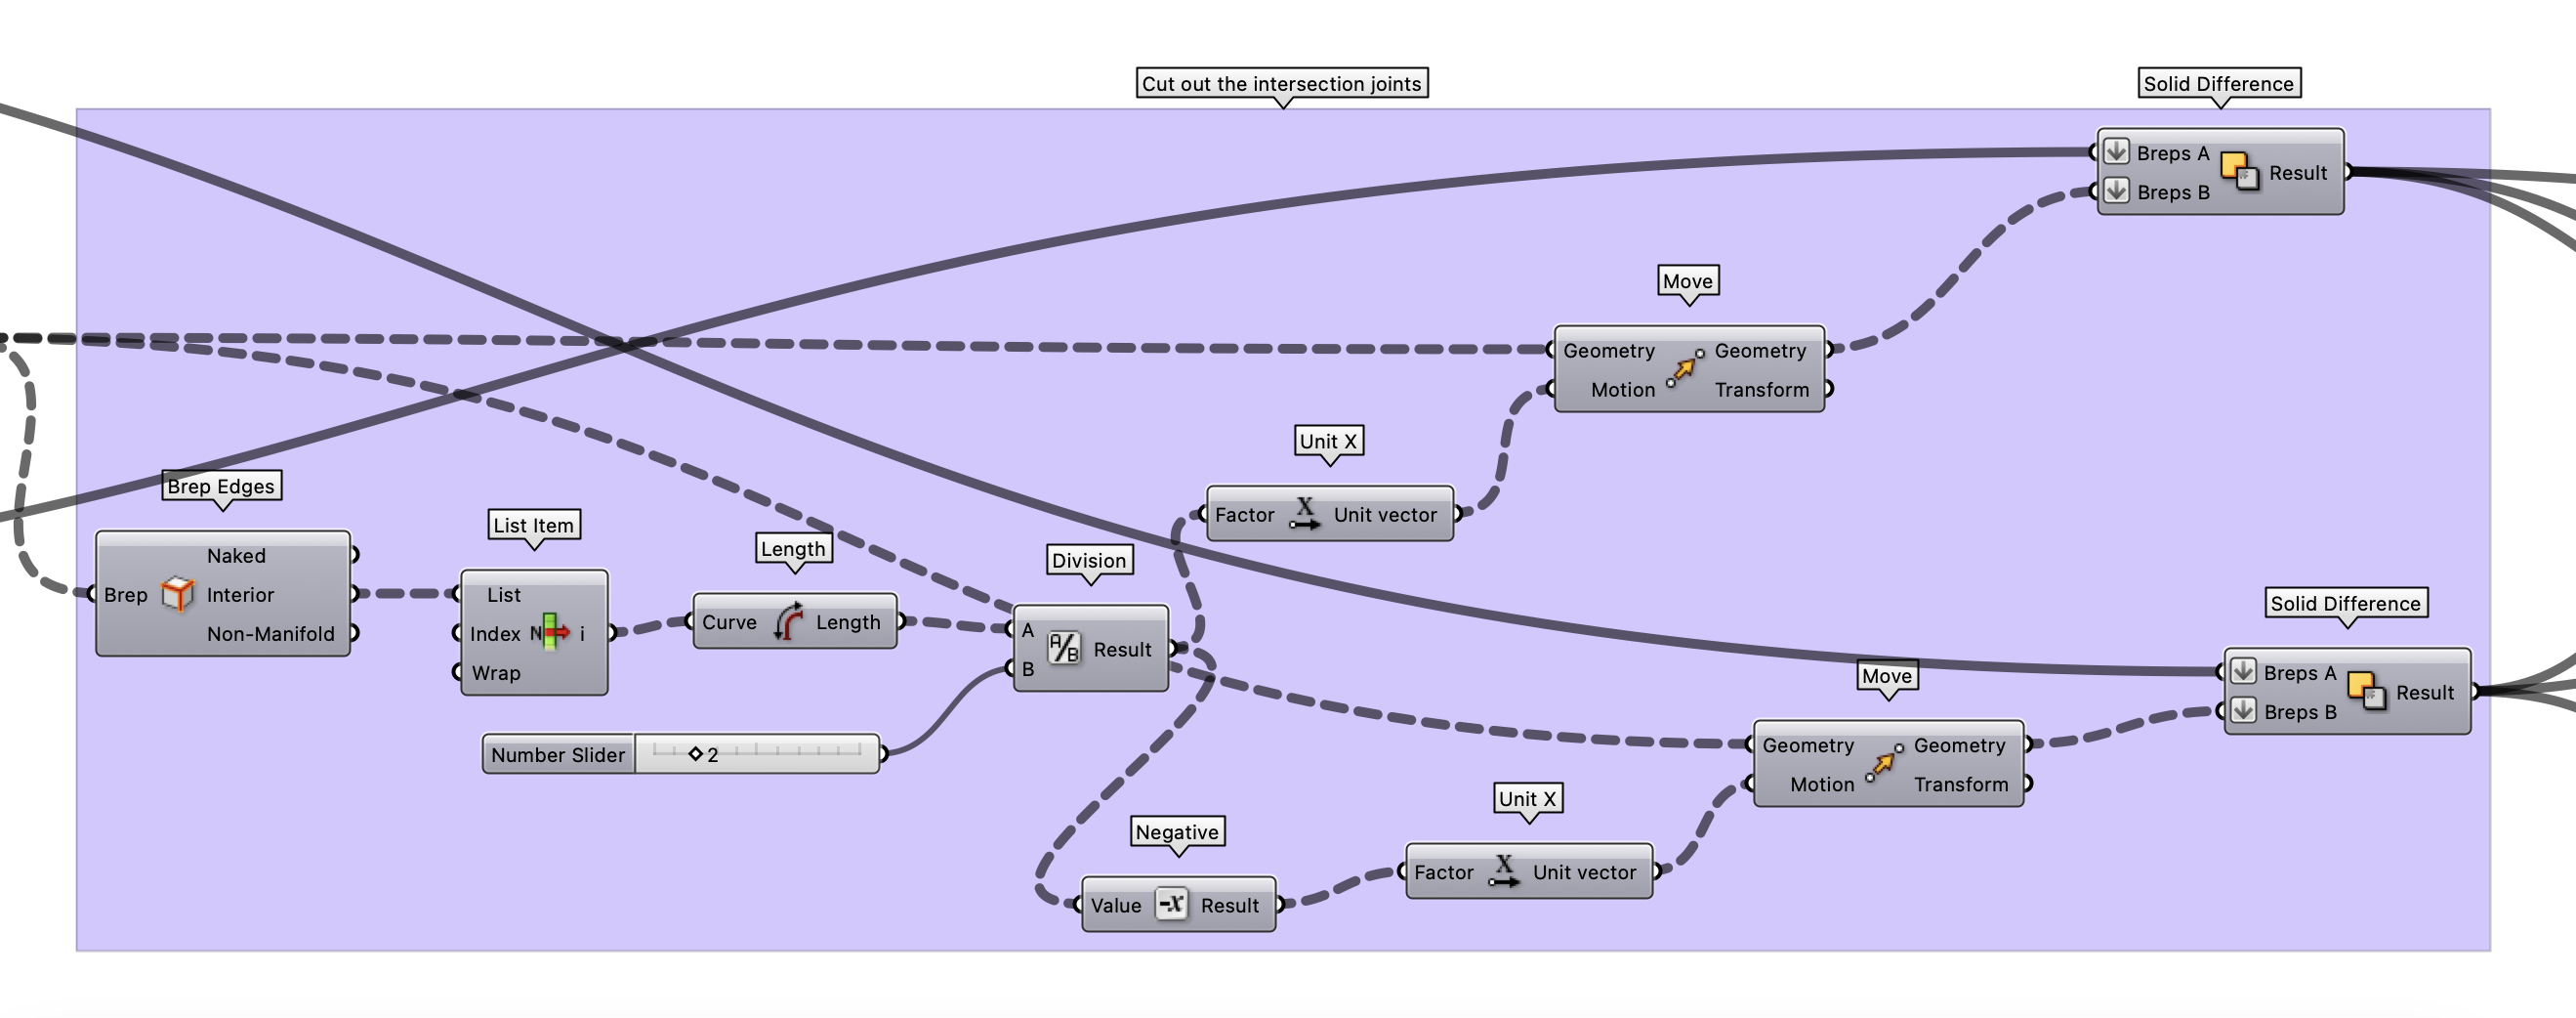 Cut out the intersection joints
Solid Difference
Breps A
Breps B
Result
Move
Geometry
Motion
Geometry
Transform
Unit X
Factor X Unit vector
Brep Edges
Brep
Naked
Interior
Non-Manifold
List Item
List
Index
Wrap
N
i
Length
Curve Length
Division
A
B
A/B
Result
Number Slider 2
Solid Difference
Breps A
Breps B
Result
Move
Geometry
Motion
Geometry
Transform
Unit X
Factor X Unit vector
Negative
Value -x Result